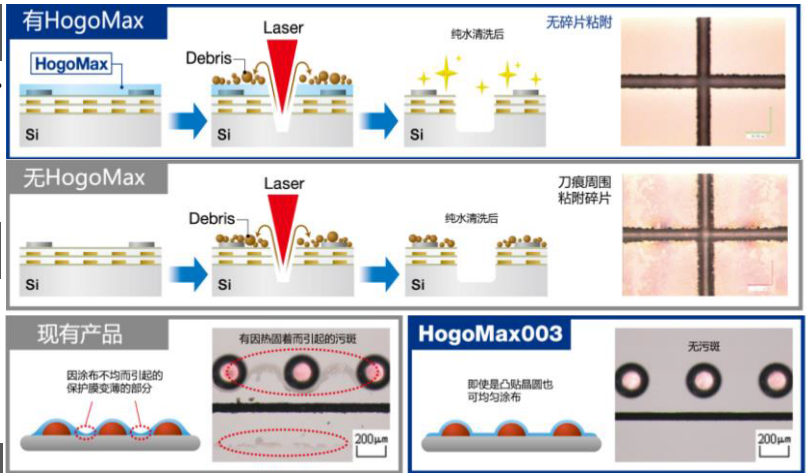 有HogoMax
HogoMax
Si
Debris
Laser
Si
纯水清洗后
Si
无碎片粘附
无HogoMax
Si
Debris
Laser
Si
纯水清洗后
Si
刀痕周围
粘附碎片
现有产品
因涂布不均而引起的
保护膜变薄的部分
有因热固着而引起的污斑
200μm
HogoMax003
即使是凸贴晶圆也
可均匀涂布
无污斑
200μm